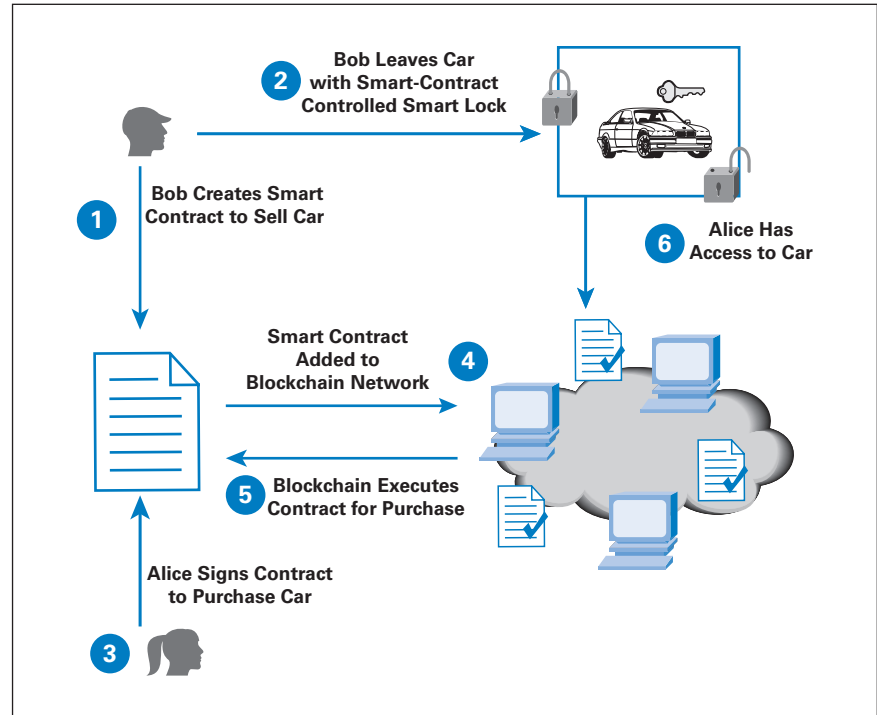 2
Bob Leaves Car
with Smart-Contract
Controlled Smart Lock
1
Bob Creates Smart
Contract to Sell Car
6
Alice Has
Access to Car
Smart Contract
Added to
Blockchain Network
4
5
Blockchain Executes
Contract for Purchase
Alice Signs Contract
to Purchase Car
3